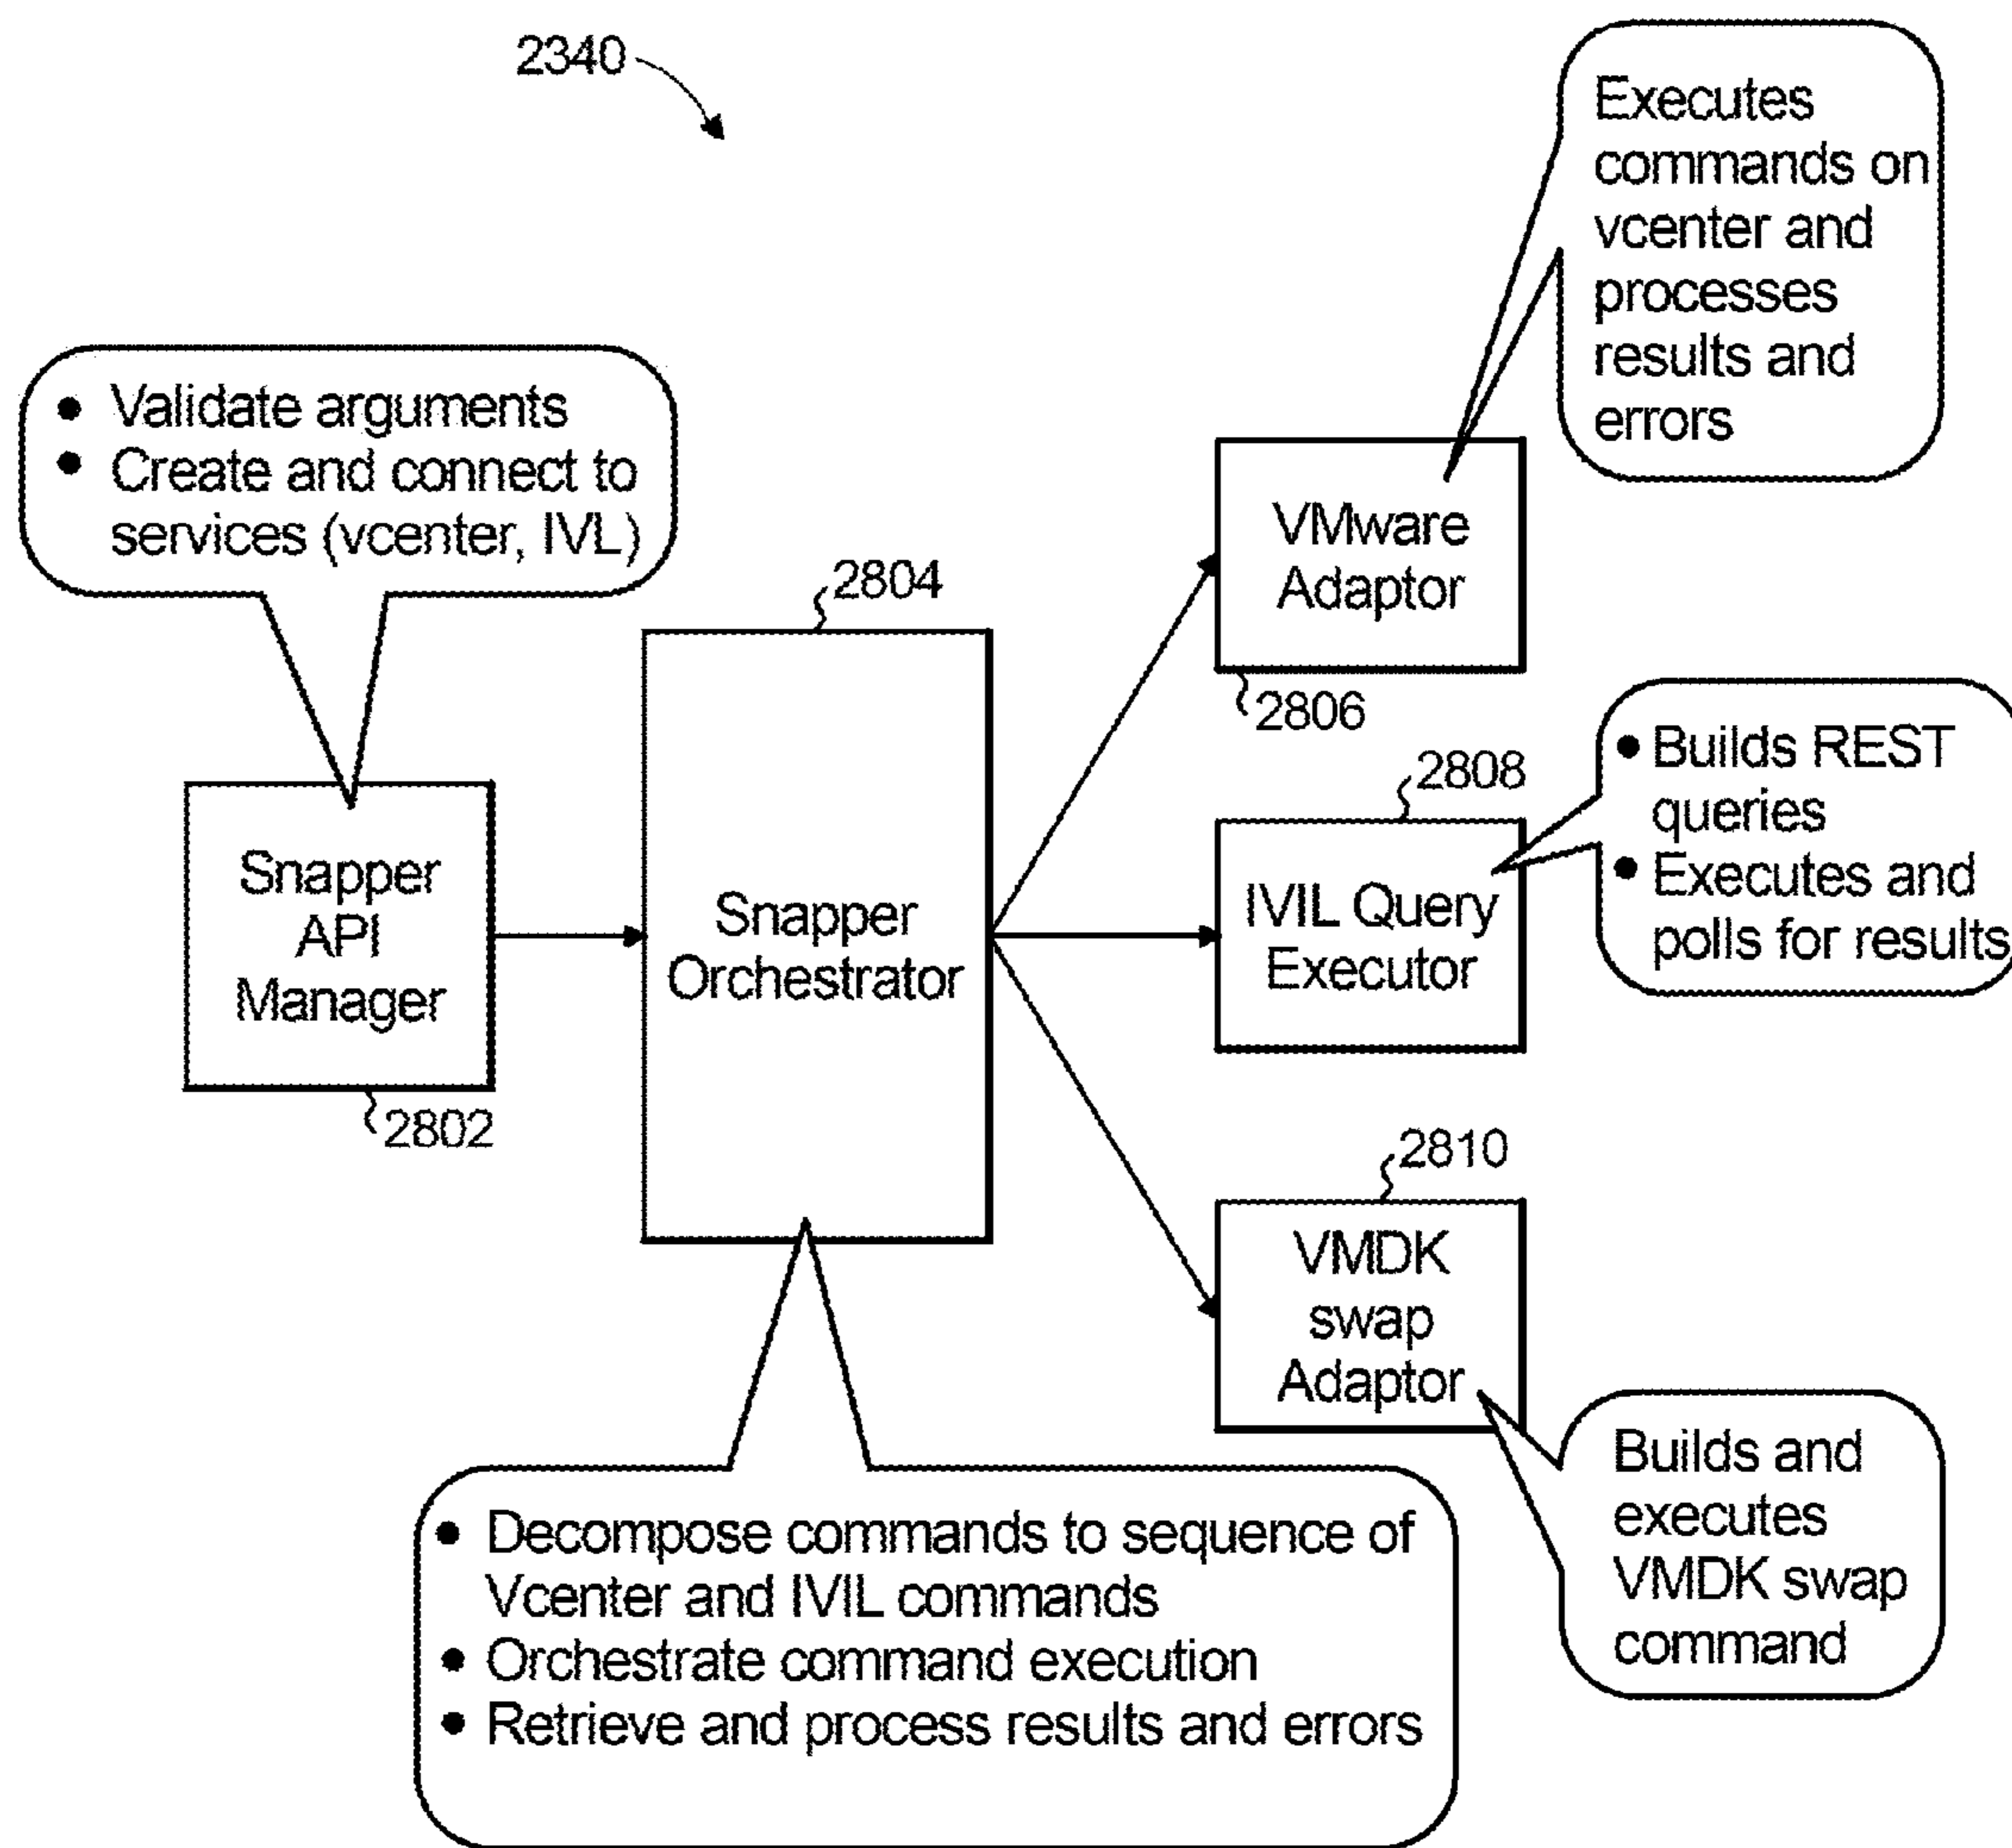 2340
Executes
commands on
vcenter and
processes
results and
errors
• Validate arguments
• Create and connect to
services (vcenter, IVL)
2804
VMware
Adaptor
2806
• Builds REST
queries
• Executes and
polls for results
2808
Snapper
API
Manager
2802
Snapper
Orchestrator
IVIL Query
Executor
2810
VMDK
swap
Adaptor
Builds and
executes
VMDK swap
command
• Decompose commands to sequence of
Vcenter and IVIL commands
• Orchestrate command execution
• Retrieve and process results and errors